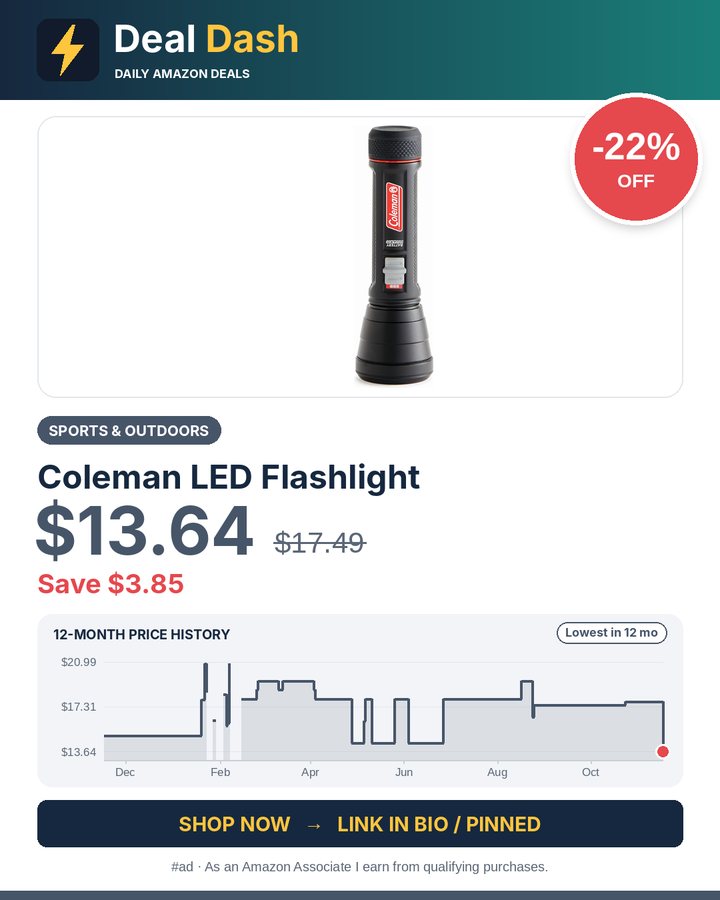 Deal Dash
DAILY AMAZON DEALS
-22%
OFF
Coleman
BATTERY
SPORTS & OUTDOORS
Coleman LED Flashlight
$13.64 $17.49
Save $3.85
12-MONTH PRICE HISTORY
Lowest in 12 mo
$20.99
$17.31
$13.64
Dec Feb Apr Jun Aug Oct
SHOP NOW → LINK IN BIO / PINNED
#ad · As an Amazon Associate I earn from qualifying purchases.